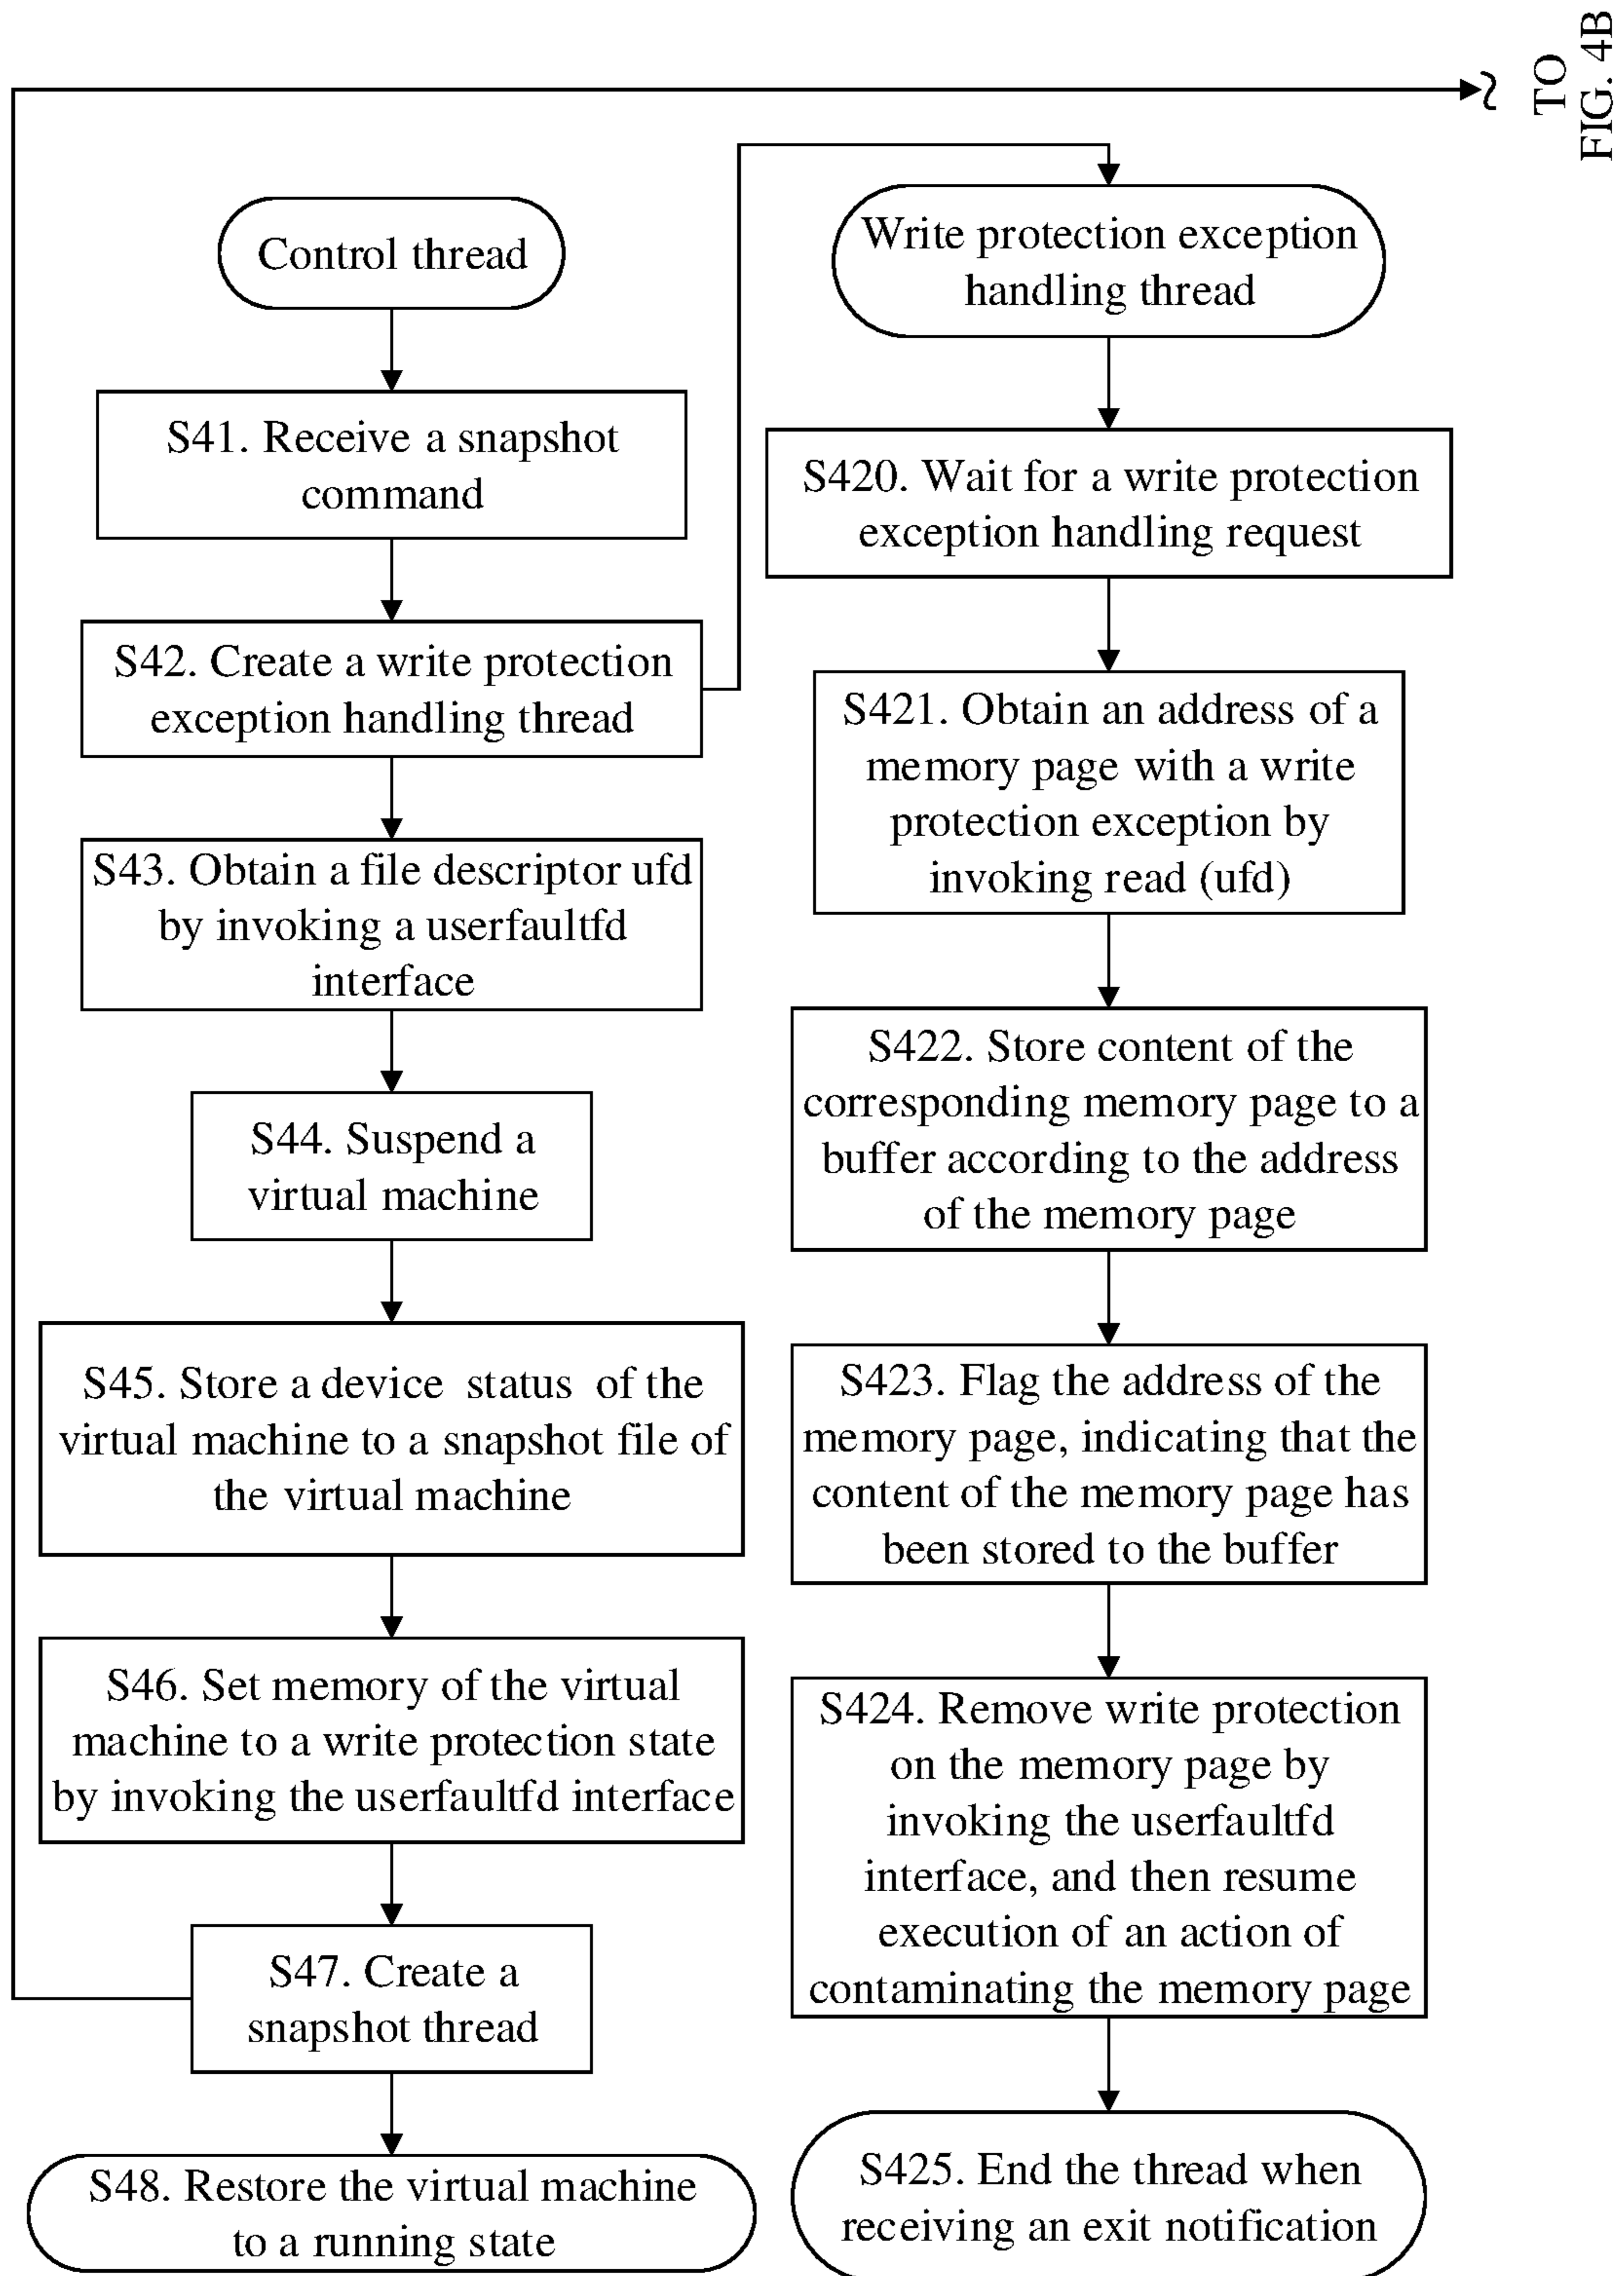 TO
FIG. 4B
Control thread
S41. Receive a snapshot
command
S42. Create a write protection
exception handling thread
S43. Obtain a file descriptor ufd
by invoking a userfaultfd
interface
S44. Suspend a
virtual machine
S45. Store a device status of the
virtual machine to a snapshot file of
the virtual machine
S46. Set memory of the virtual
machine to a write protection state
by invoking the userfaultfd interface
S47. Create a
snapshot thread
S48. Restore the virtual machine
to a running state
Write protection exception
handling thread
S420. Wait for a write protection
exception handling request
S421. Obtain an address of a
memory page with a write
protection exception by
invoking read (ufd)
S422. Store content of the
corresponding memory page to a
buffer according to the address
of the memory page
S423. Flag the address of the
memory page, indicating that the
content of the memory page has
been stored to the buffer
S424. Remove write protection
on the memory page by
invoking the userfaultfd
interface, and then resume
execution of an action of
contaminating the memory page
S425. End the thread when
receiving an exit notification